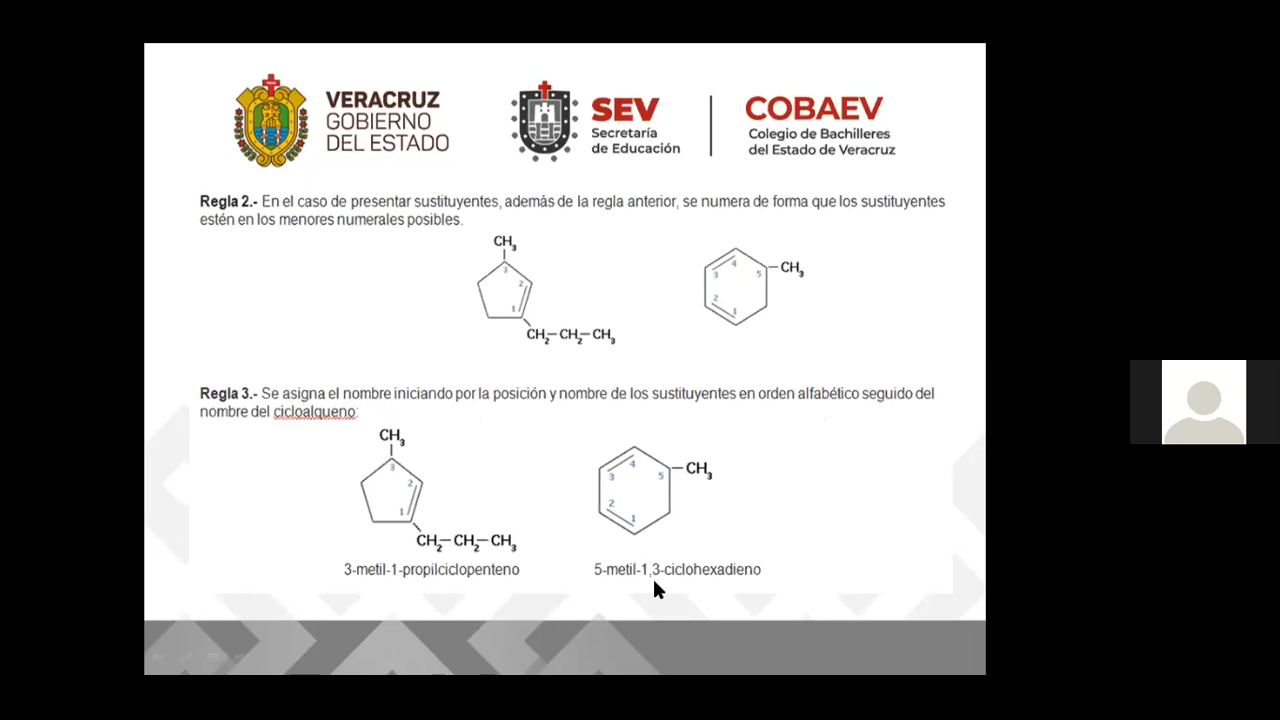 VERACRUZ
GOBIERNO
DEL ESTADO
SEV
Secretaría
de Educación
COBAEV
Colegio de Bachilleres
del Estado de Veracruz
Regla 2.- En el caso de presentar sustituyentes, además de la regla anterior, se numera de forma que los sustituyentes
estén en los menores numerales posibles.
CH3
3
2
1
CH2–CH2–CH3
4
3
5
CH3
2
1
Regla 3.- Se asigna el nombre iniciando por la posición y nombre de los sustituyentes en orden alfabético seguido del
nombre del cicloalqueno:
CH3
3
2
1
CH2–CH2–CH3
3-metil-1-propilciclopenteno
4
3
5
CH3
2
1
5-metil-1,3-ciclohexadieno